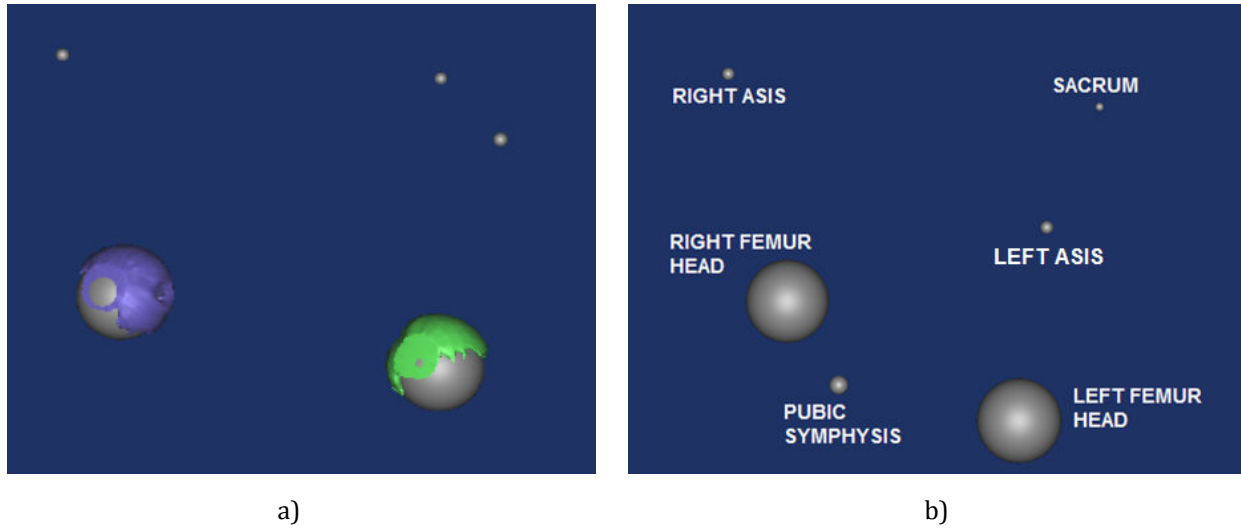 RIGHT ASIS
SACRUM
RIGHT FEMUR
HEAD
LEFT ASIS
PUBIC
SYMPHYSIS
LEFT FEMUR
HEAD
a)
b)